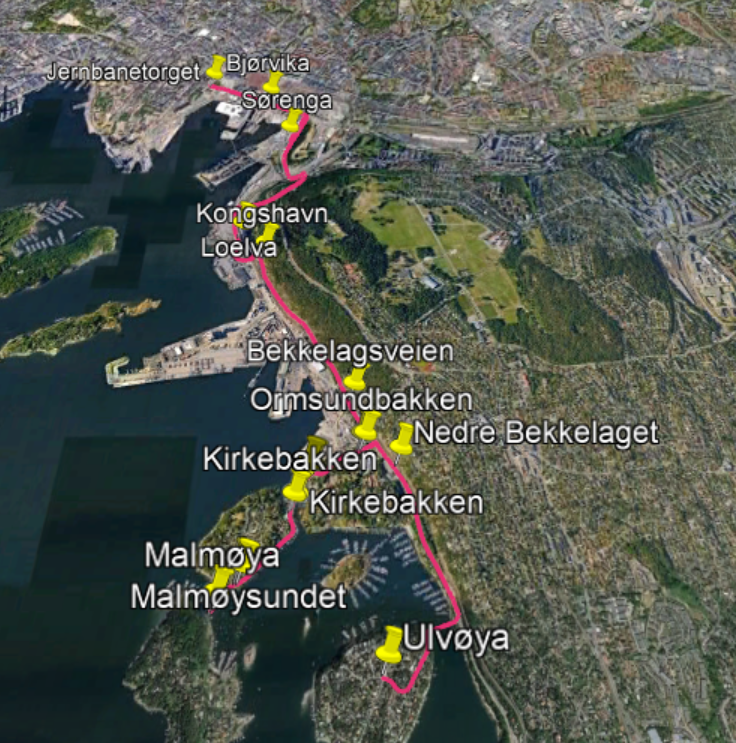 Jernbanetorget
Bjørvika
Sørenga
Kongshavn
Loelva
Bekkelagsveien
Ormsundbakken
Nedre Bekkelaget
Kirkebakken
Kirkebakken
Malmøya
Malmøysundet
Ulvøya